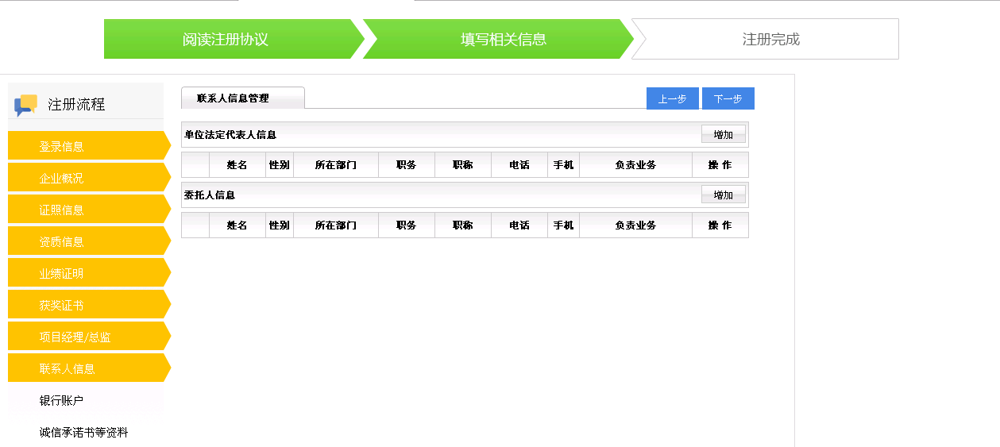 阅读注册协议 填写相关信息 注册完成
注册流程
登录信息
企业概况
证照信息
资质信息
业绩证明
获奖证书
项目经理/总监
联系人信息
银行账户
诚信承诺书等资料
联系人信息管理 上一步 下一步
单位法定代表人信息 增加
姓名 性别 所在部门 职务 职称 电话 手机 负责业务 操 作
委托人信息 增加
姓名 性别 所在部门 职务 职称 电话 手机 负责业务 操 作